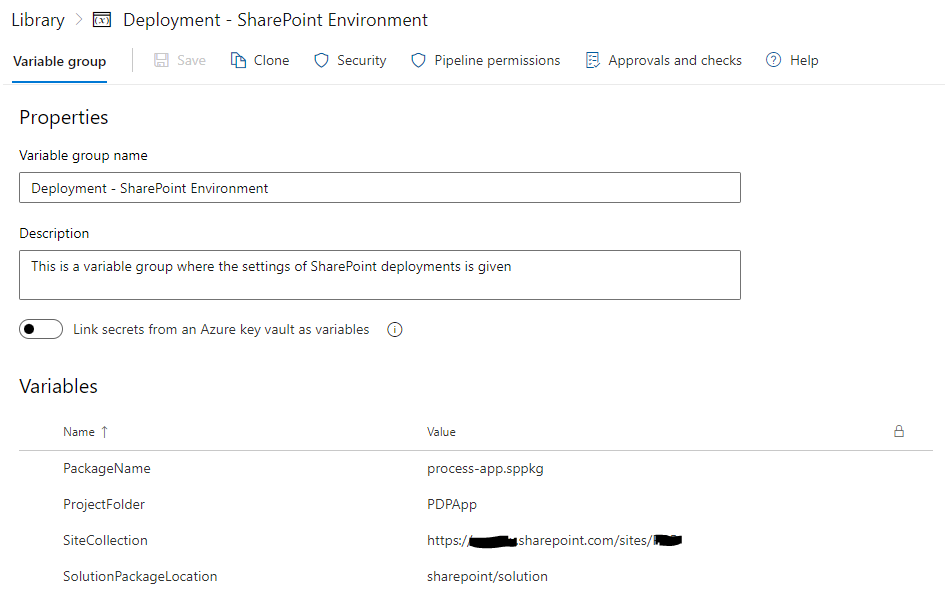 Library > Deployment - SharePoint Environment
Variable group Save Clone Security Pipeline permissions Approvals and checks Help
Properties
Variable group name
Deployment - SharePoint Environment
Description
This is a variable group where the settings of SharePoint deployments is given
Link secrets from an Azure key vault as variables
Variables
Name ↑ Value
PackageName process-app.sppkg
ProjectFolder PDPApp
SiteCollection https:// sharepoint.com/sites/
SolutionPackageLocation sharepoint/solution